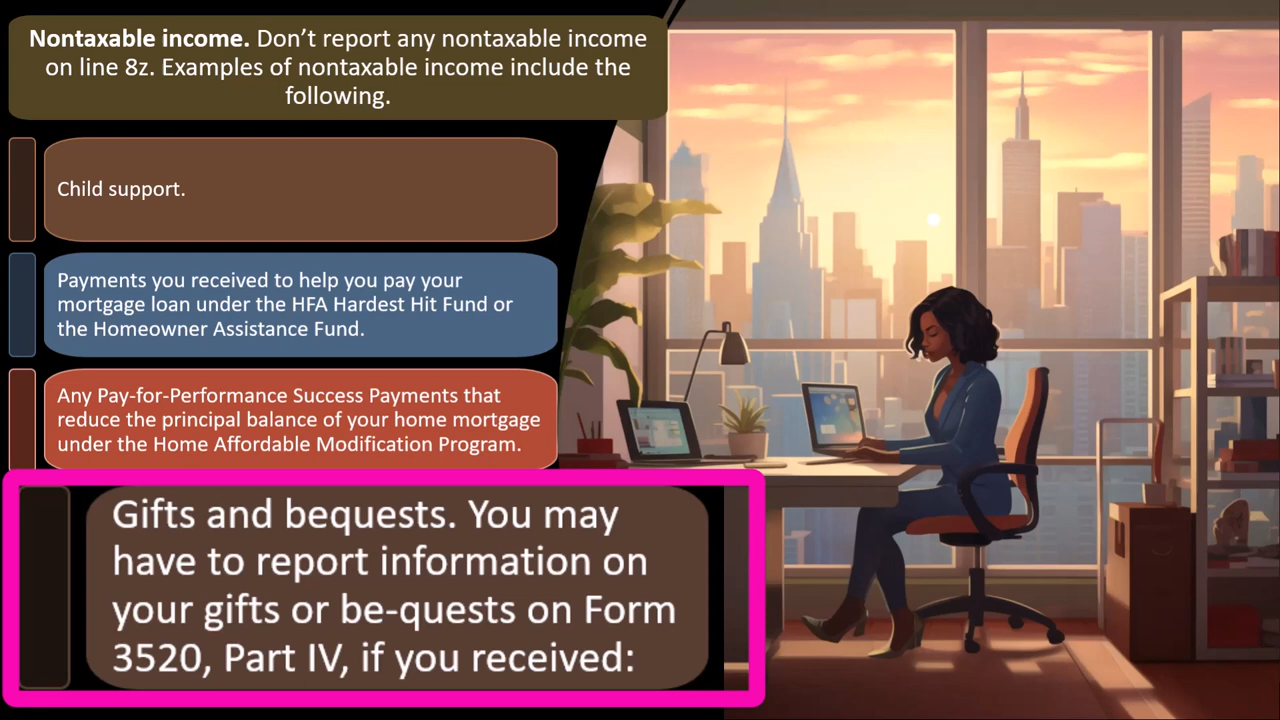 Nontaxable income. Don’t report any nontaxable income
on line 8z. Examples of nontaxable income include the
following.
Child support.
Payments you received to help you pay your
mortgage loan under the HFA Hardest Hit Fund or
the Homeowner Assistance Fund.
Any Pay-for-Performance Success Payments that
reduce the principal balance of your home mortgage
under the Home Affordable Modification Program.
Gifts and bequests. You may
have to report information on
your gifts or be-quests on Form
3520, Part IV, if you received: